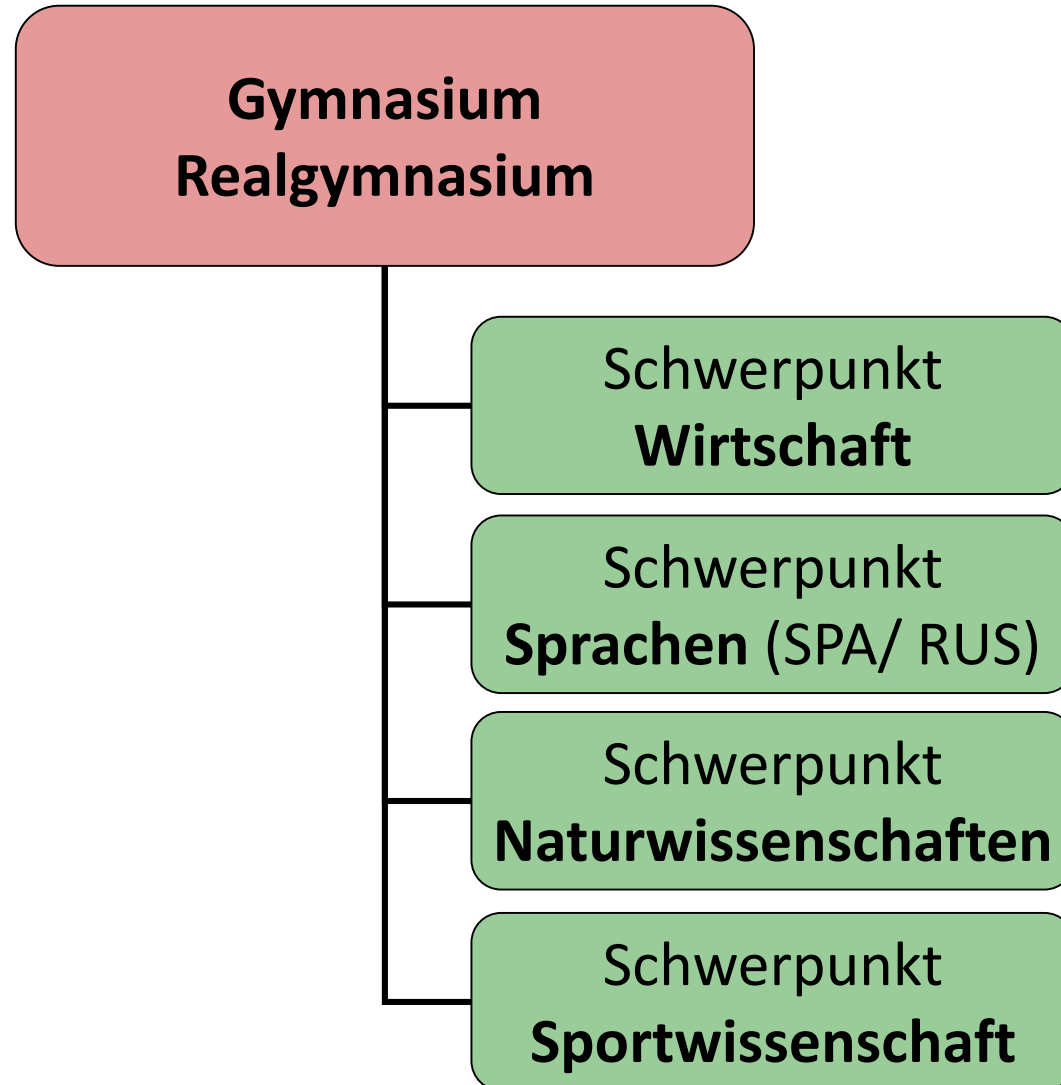 Gymnasium
Realgymnasium
Schwerpunkt
Wirtschaft
Schwerpunkt
Sprachen (SPA/ RUS)
Schwerpunkt
Naturwissenschaften
Schwerpunkt
Sportwissenschaft